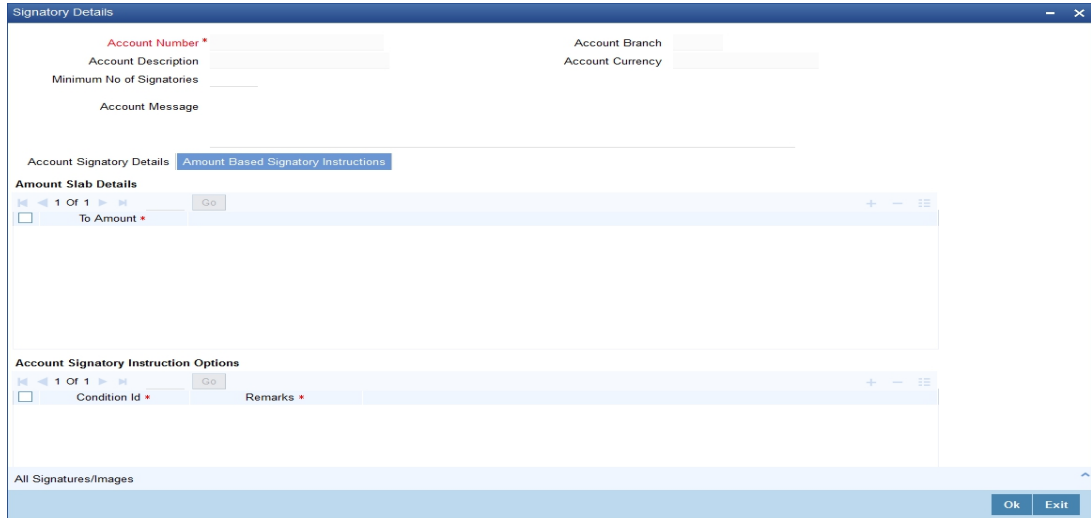 Signatory Details
Account Number * Account Branch
Account Description Account Currency
Minimum No of Signatories
Account Message
Account Signatory Details Amount Based Signatory Instructions
Amount Slab Details
1 Of 1 Go
To Amount *
Account Signatory Instruction Options
1 Of 1 Go
Condition Id * Remarks *
All Signatures/Images
Ok Exit